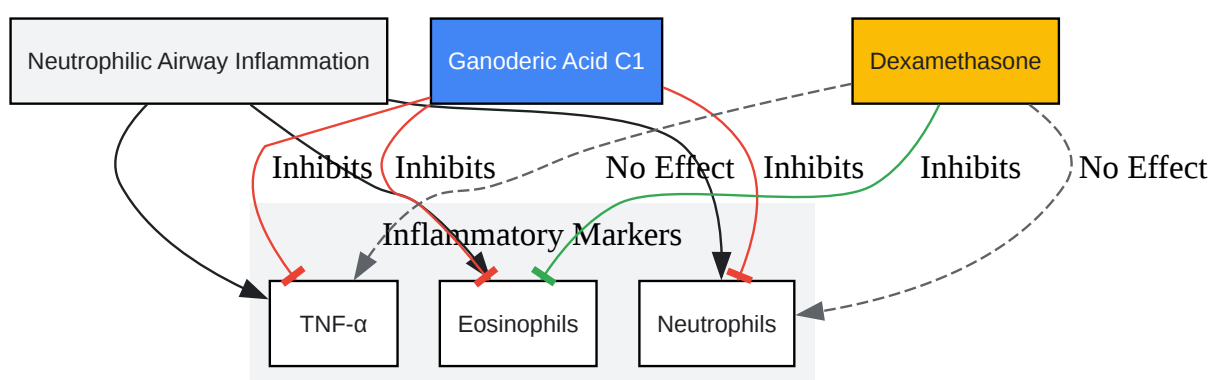 Neutrophilic Airway Inflammation
Ganoderic Acid C1
Dexamethasone
Inhibits
Inhibits
No Effect
Inhibits
Inhibits
No Effect
Inflammatory Markers
TNF-α
Eosinophils
Neutrophils